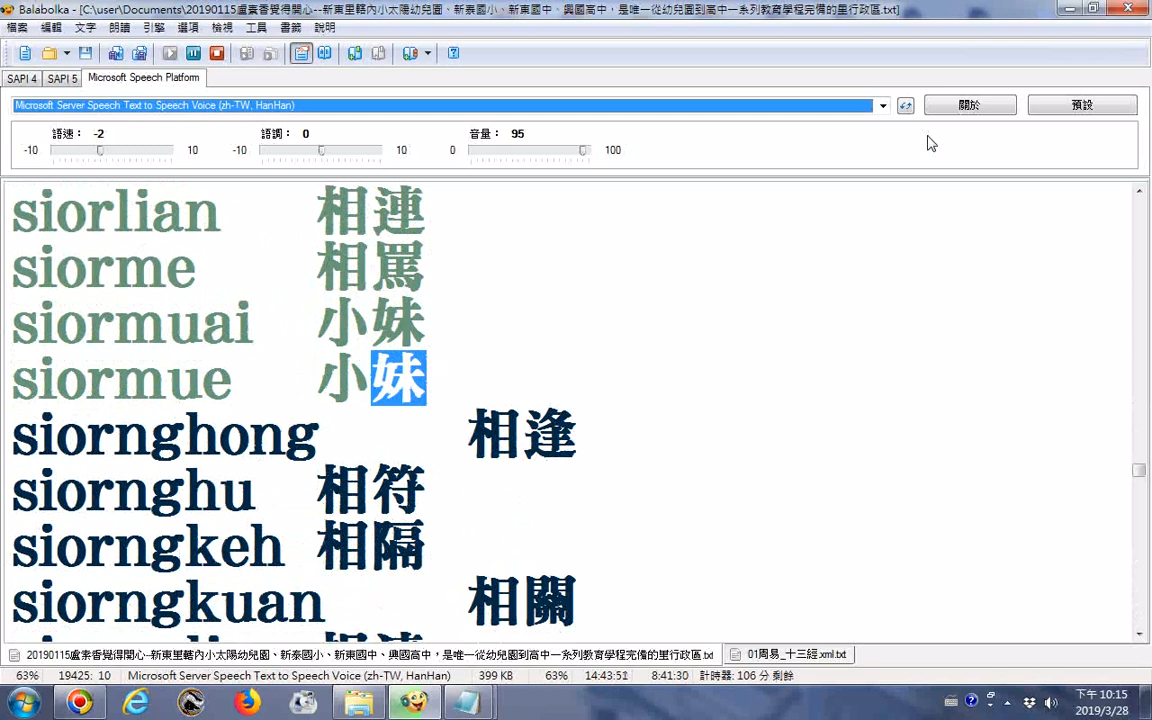 Balabolka - [C:\user\Documents\20190115盧素香覺得開心--新東里轄內小太陽幼兒園、新泰國小、新東國中、興國高中，是唯一從幼兒園到高中一系列教育學程完備的里行政區.txt]
檔案 編輯 文字 朗讀 引擎 選項 檢視 工具 書籤 說明
SAPI 4 SAPI 5 Microsoft Speech Platform
Microsoft Server Speech Text to Speech Voice (zh-TW, HanHan) 關於 預設
語速： -2 語調： 0 音量： 95
-10 10 -10 10 0 100
siorlian 相連
siorme 相罵
siormuai 小妹
siormue 小妹
siornghong 相逢
siornghu 相符
siorngkeh 相隔
siorngkuan 相關
20190115盧素香覺得開心--新東里轄內小太陽幼兒園、新泰國小、新東國中、興國高中，是唯一從幼兒園到高中一系列教育學程完備的里行政區.txt 01周易_十三經.xml.txt
63% 19425: 10 Microsoft Server Speech Text to Speech Voice (zh-TW, HanHan) 399 KB 63% 14:43:51 8:41:30 計時器： 106 分 剩餘
下午 10:15
2019/3/28